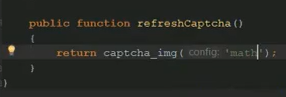 public function refreshCaptcha()
{
return captcha_img( config: 'math');
}
}